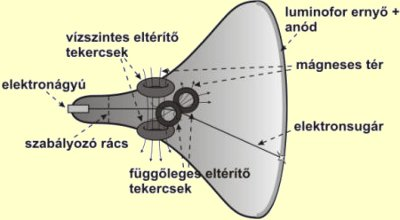 luminofor ernyő +
anód
vízszintes eltérítő
tekercsek
mágneses tér
elektronágyú
elektronsugár
szabályozó rács
függőleges eltérítő
tekercsek